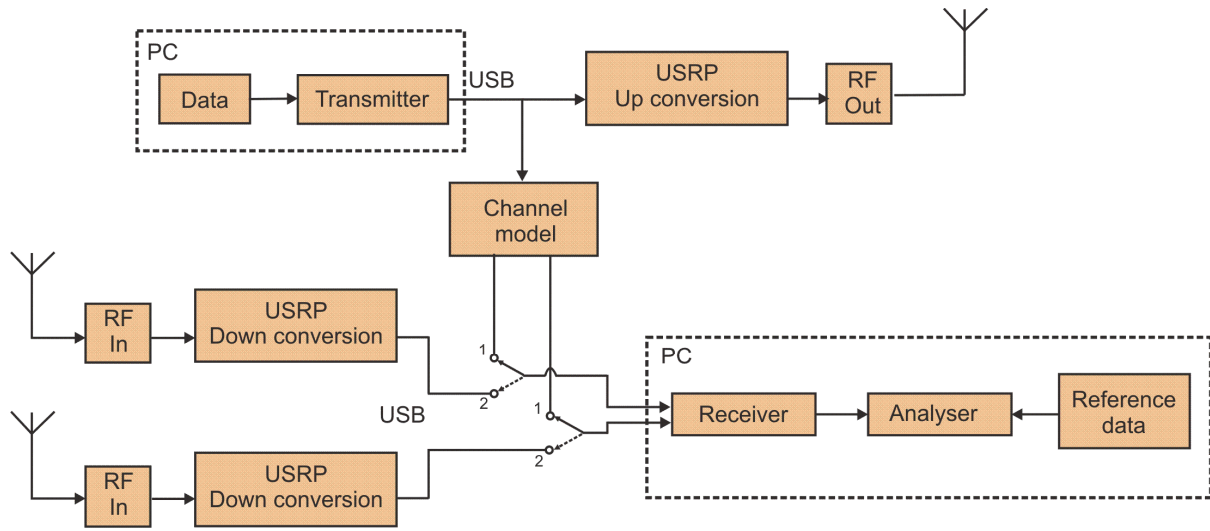 PC
Data
Transmitter
USB
USRP
Up conversion
RF
Out
Channel
model
RF
In
USRP
Down conversion
1
2
USB
1
2
RF
In
USRP
Down conversion
PC
Receiver
Analyser
Reference
data